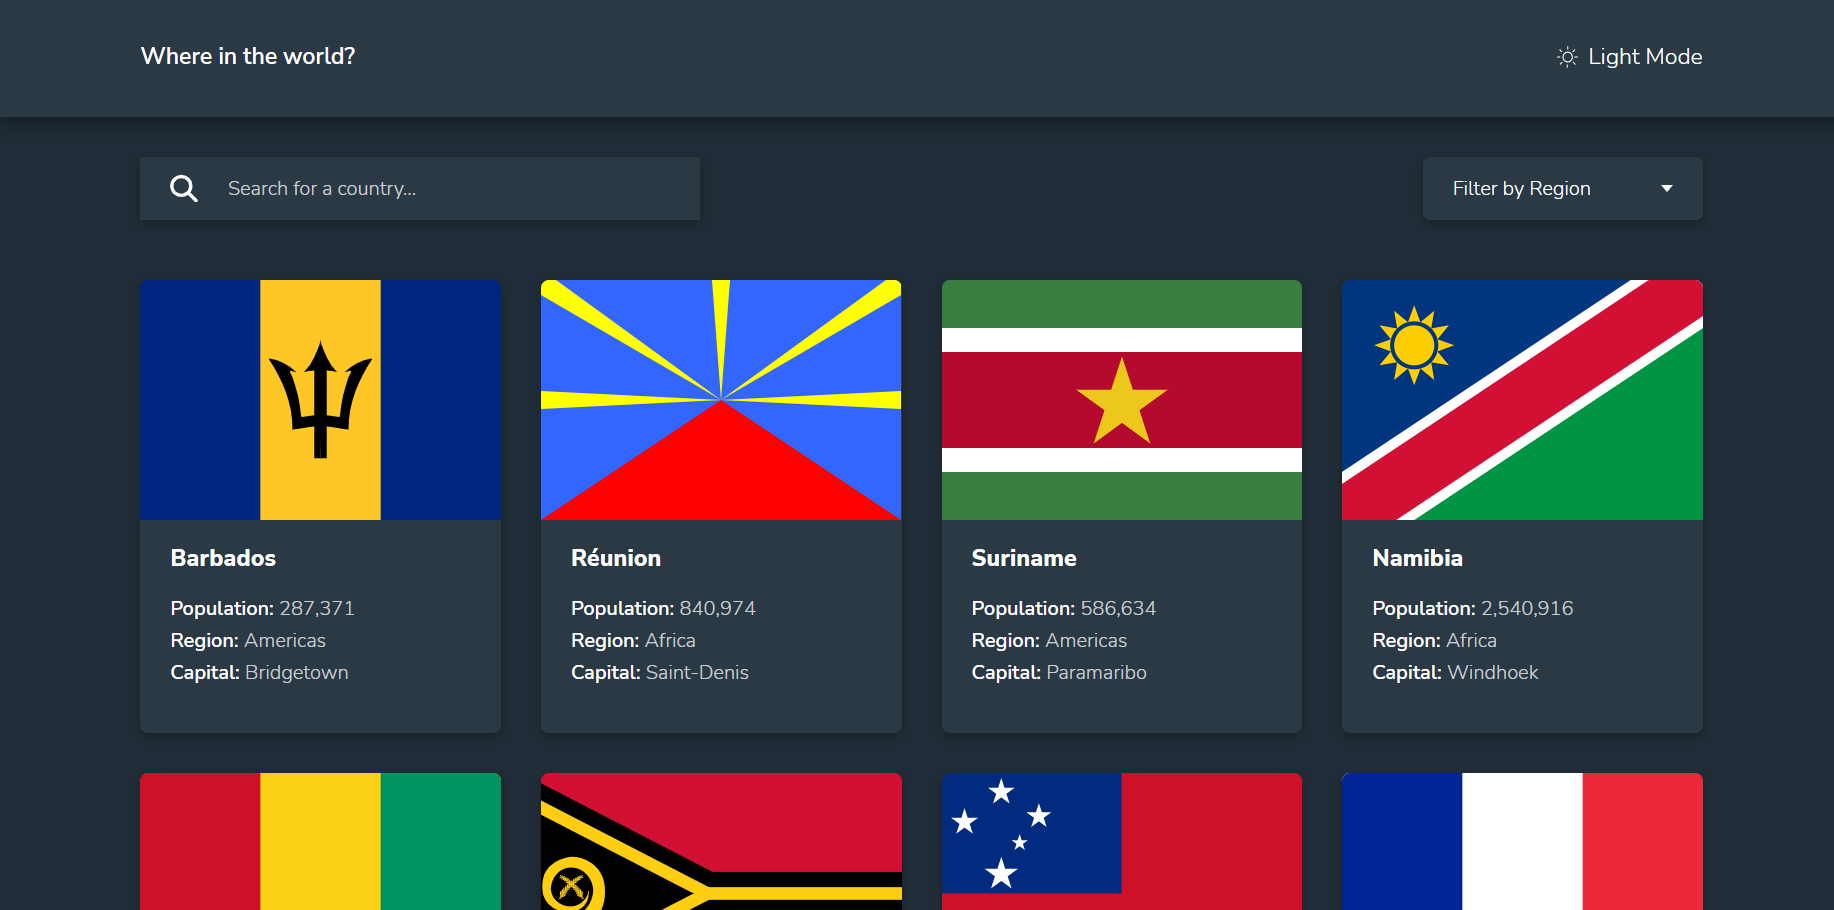 Where in the world?
Light Mode
Search for a country...
Filter by Region
Barbados
Population: 287,371
Region: Americas
Capital: Bridgetown
Réunion
Population: 840,974
Region: Africa
Capital: Saint-Denis
Suriname
Population: 586,634
Region: Americas
Capital: Paramaribo
Namibia
Population: 2,540,916
Region: Africa
Capital: Windhoek